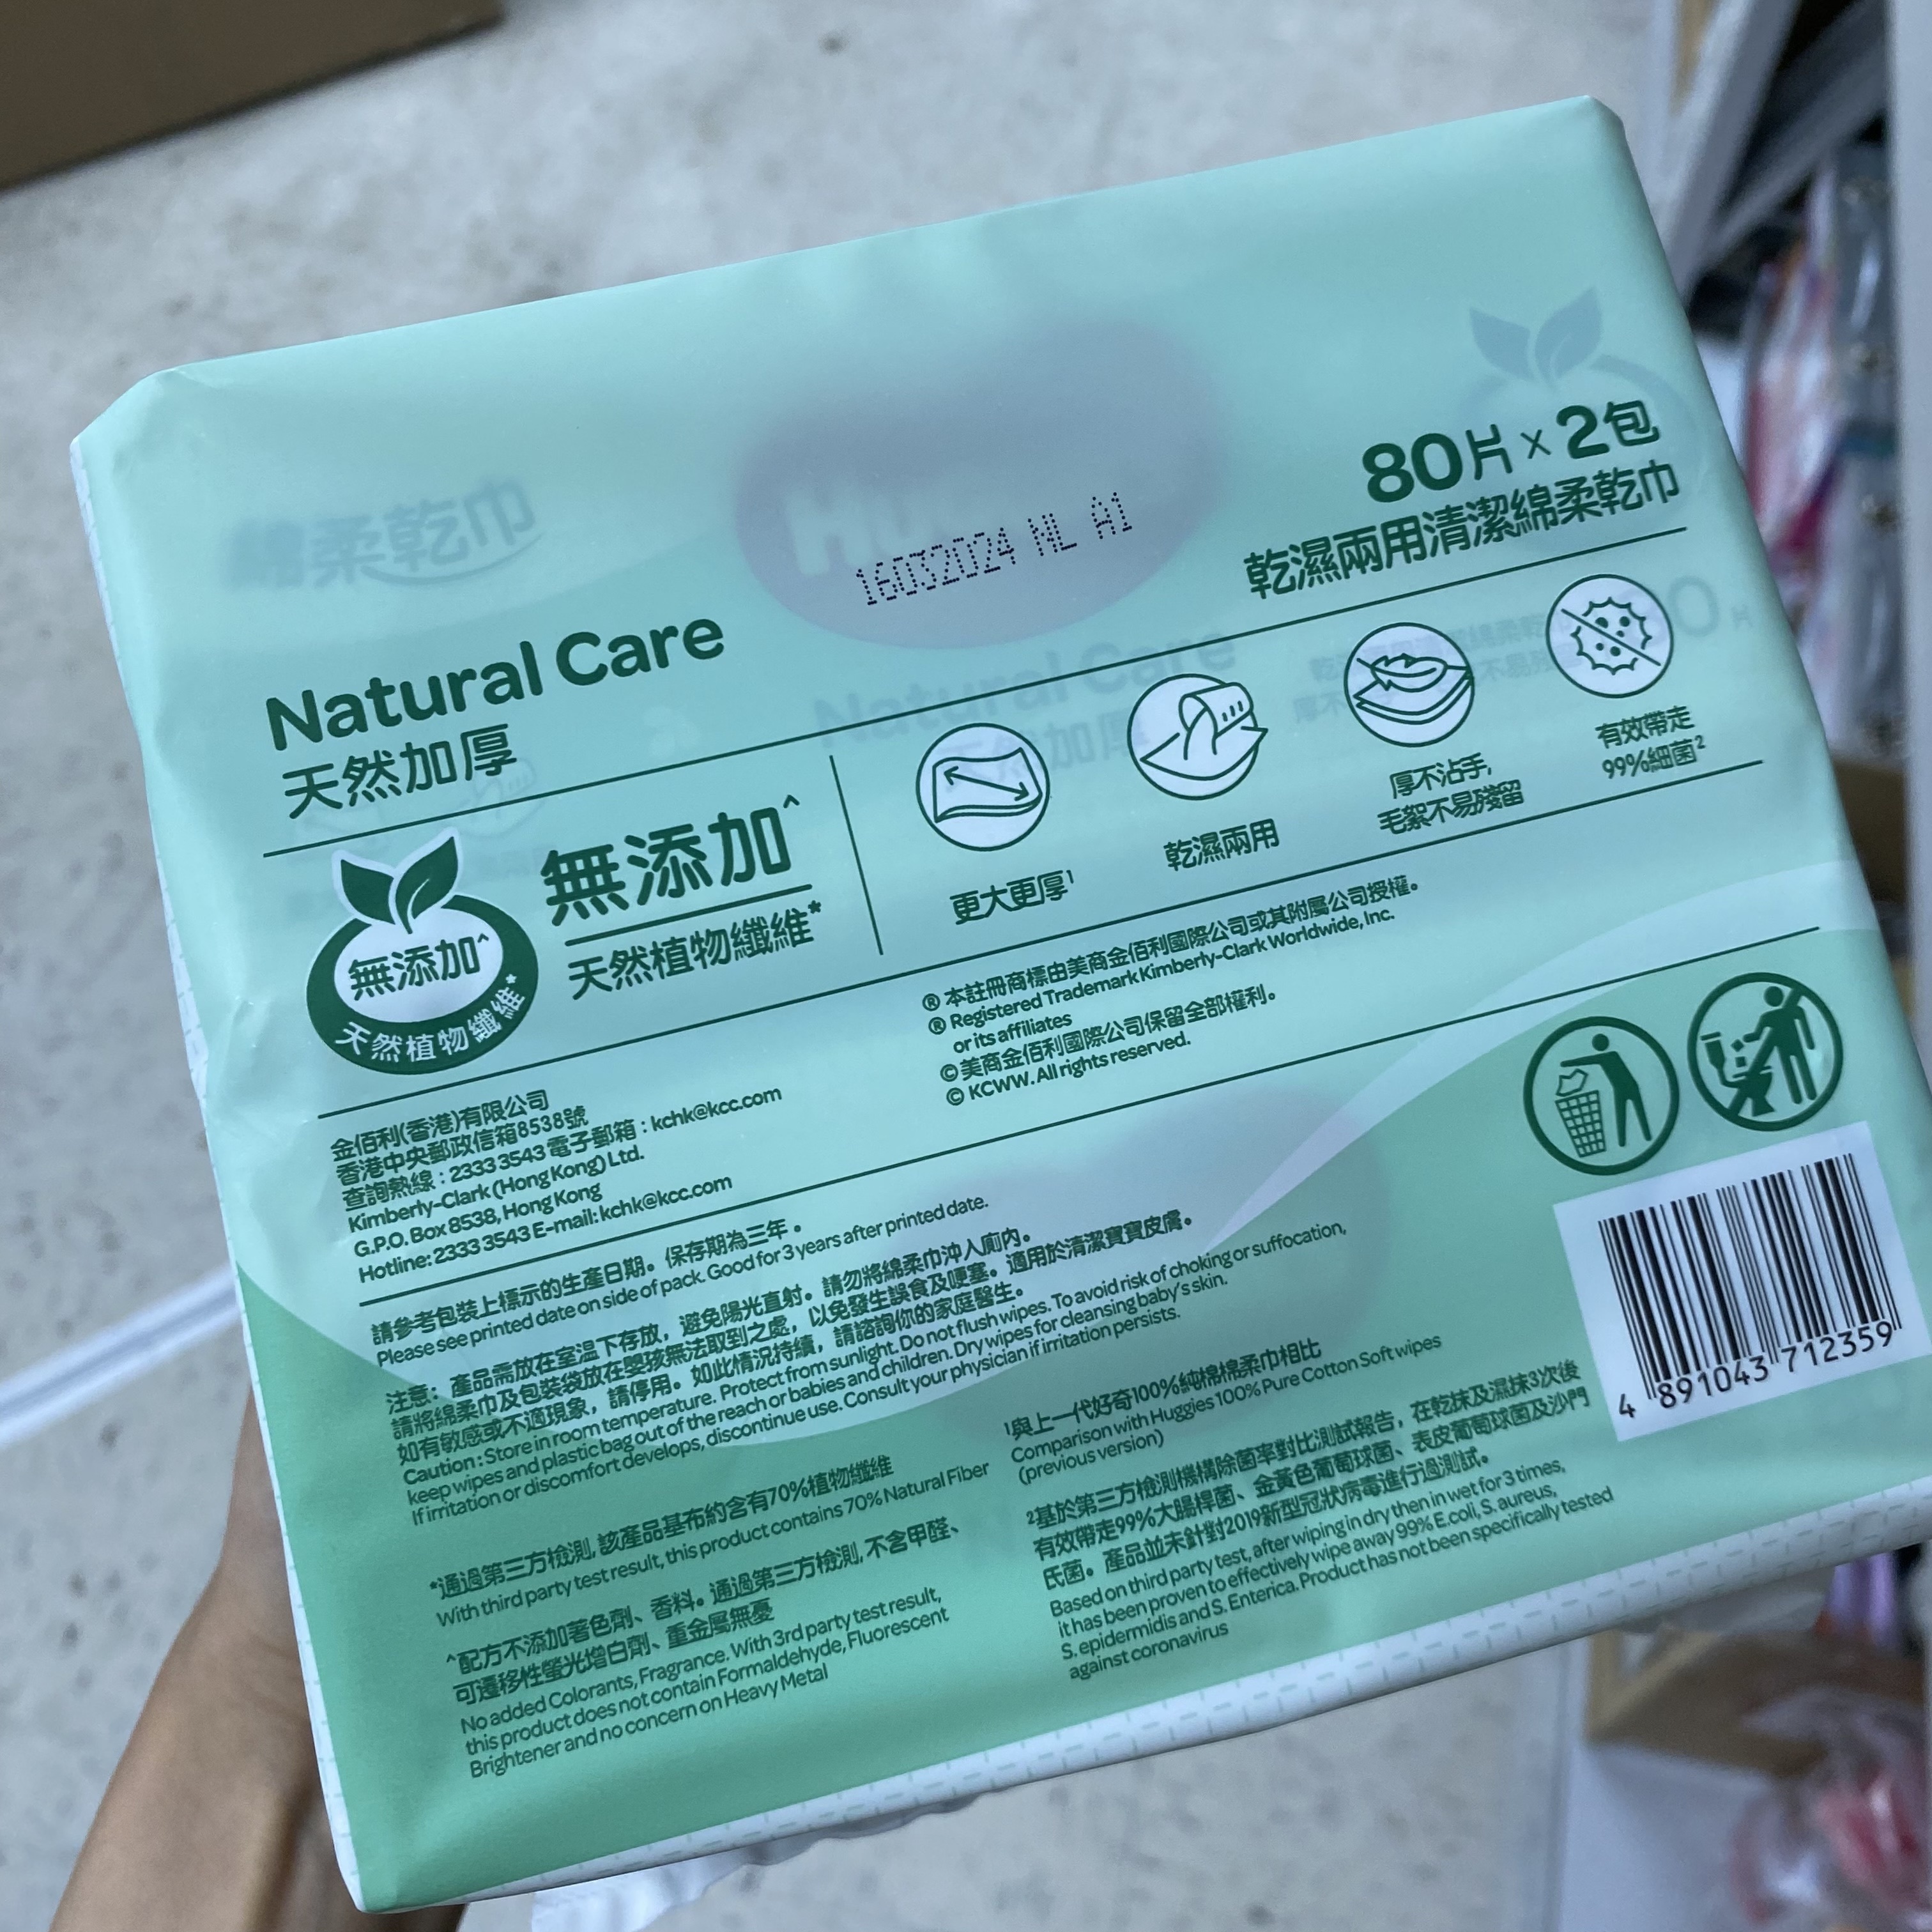 16032024 NL A1
80片 x 2包
乾濕兩用清潔綿柔乾巾
Natural Care
天然加厚
無添加^
天然植物纖維*
無添加^
天然植物纖維*
更大更厚¹
乾濕兩用
厚不沾手,
毛絮不易殘留
有效帶走
99%細菌²
® 本註冊商標由美商金佰利國際公司或其附屬公司授權。
® Registered Trademark Kimberly-Clark Worldwide, Inc.
or its affiliates
© 美商金佰利國際公司保留全部權利。
© KCWW. All rights reserved.
金佰利(香港)有限公司
香港中央郵政信箱8538號
查詢熱線 : 2333 3543 電子郵箱 : kchk@kcc.com
Kimberly-Clark (Hong Kong) Ltd.
G.P.O. Box 8538, Hong Kong
Hotline: 2333 3543 E-mail: kchk@kcc.com
請參考包裝上標示的生產日期。保存期為三年。
Please see printed date on side of pack. Good for 3 years after printed date.
注意： 產品需放在室溫下存放，避免陽光直射。請勿將綿柔巾沖入廁內。
請將綿柔巾及包裝袋放在嬰孩無法取到之處，以免發生誤食及哽塞。適用於清潔寶寶皮膚。
如有敏感或不適現象，請停用。如此情況持續，請諮詢你的家庭醫生。
Caution: Store in room temperature. Protect from sunlight. Do not flush wipes. To avoid risk of choking or suffocation,
keep wipes and plastic bag out of the reach or babies and children. Dry wipes for cleansing baby's skin.
If irritation or discomfort develops, discontinue use. Consult your physician if irritation persists.
*通過第三方檢測, 該產品基布約含有70%植物纖維
With third party test result, this product contains 70% Natural Fiber
^配方不添加著色劑、香料。通過第三方檢測, 不含甲醛、
可遷移性螢光增白劑、重金屬無憂
No added Colorants, Fragrance. With 3rd party test result,
this product does not contain Formaldehyde, Fluorescent
Brightener and no concern on Heavy Metal
¹與上一代好奇100%純棉綿柔巾相比
Comparison with Huggies 100% Pure Cotton Soft wipes
(previous version)
²基於第三方檢測機構除菌率對比測試報告，在乾抹及濕抹3次後
有效帶走99%大腸桿菌、金黃色葡萄球菌、表皮葡萄球菌及沙門
氏菌。產品並未針對2019新型冠狀病毒進行過測試。
Based on third party test, after wiping in dry then in wet for 3 times,
it has been proven to effectively wipe away 99% E.coli, S. aureus,
S. epidermidis and S. Enterica. Product has not been specifically tested
against coronavirus
4 891043 712359